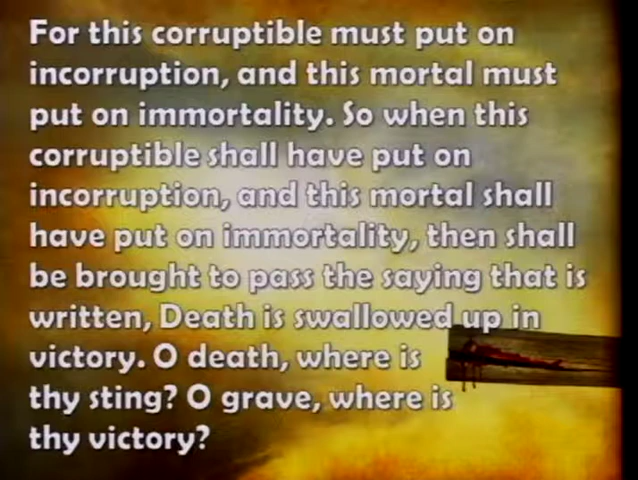 For this corruptible must put on
incorruption, and this mortal must
put on immortality. So when this
corruptible shall have put on
incorruption, and this mortal shall
have put on immortality, then shall
be brought to pass the saying that is
written, Death is swallowed up in
victory. O death, where is
thy sting? O grave, where is
thy victory?